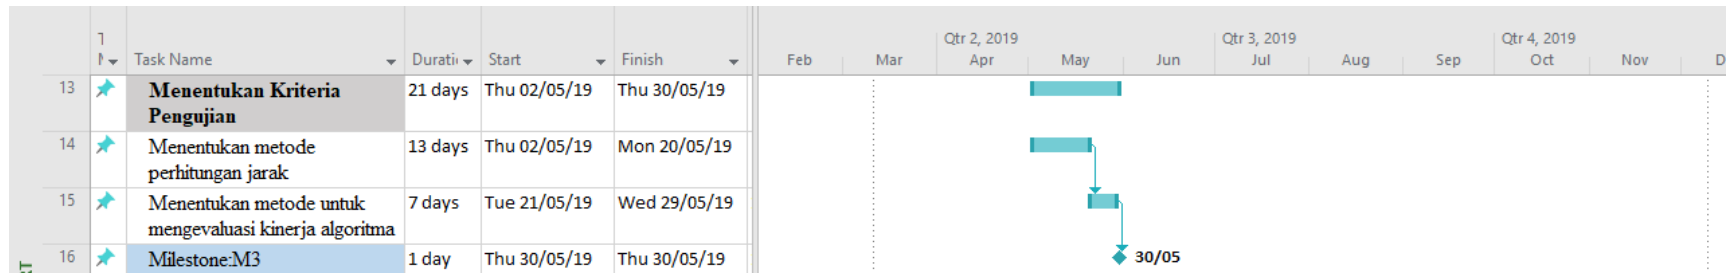 Qtr 2, 2019 Qtr 3, 2019 Qtr 4, 2019
Task Name Start Finish Feb Mar Apr May Jun Jul Aug Sep Oct Nov
13 Menentukan Kriteria 21 days Thu 02/05/19 Thu 30/05/19
Pengujian
14 Menentukan metode 13 days Thu 02/05/19 Mon 20/05/19
perhitungan jarak
15 Menentukan metode untuk 7 days Tue 21/05/19 Wed 29/05/19
mengevaluasi kinerja algoritma
16 Milestone:M3 1 day Thu 30/05/19 Thu 30/05/19 30/05